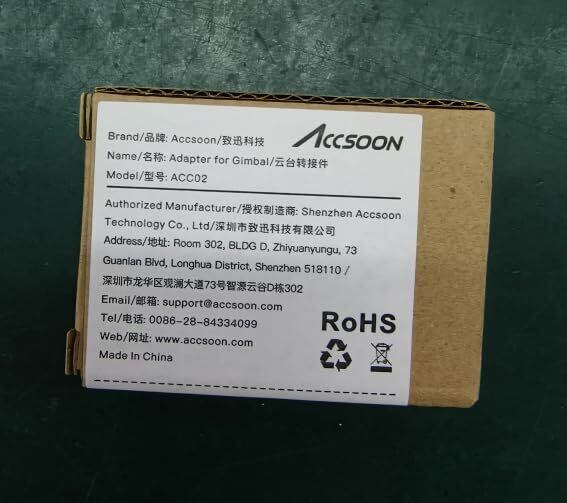 ACCSOON
Brand/品牌: Accsoon/致迅科技
Name/名称: Adapter for Gimbal/云台转接件
Model/型号: ACC02
Authorized Manufacturer/授权制造商: Shenzhen Accsoon
Technology Co., Ltd/深圳市致迅科技有限公司
Address/地址: Room 302, BLDG D, Zhiyuanyungu, 73
Guanlan Blvd, Longhua District, Shenzhen 518110 /
深圳市龙华区观澜大道73号智源云谷D栋302
Email/邮箱: support@accsoon.com
Tel/电话: 0086-28-84334099
Web/网址: www.accsoon.com
Made In China
RoHS